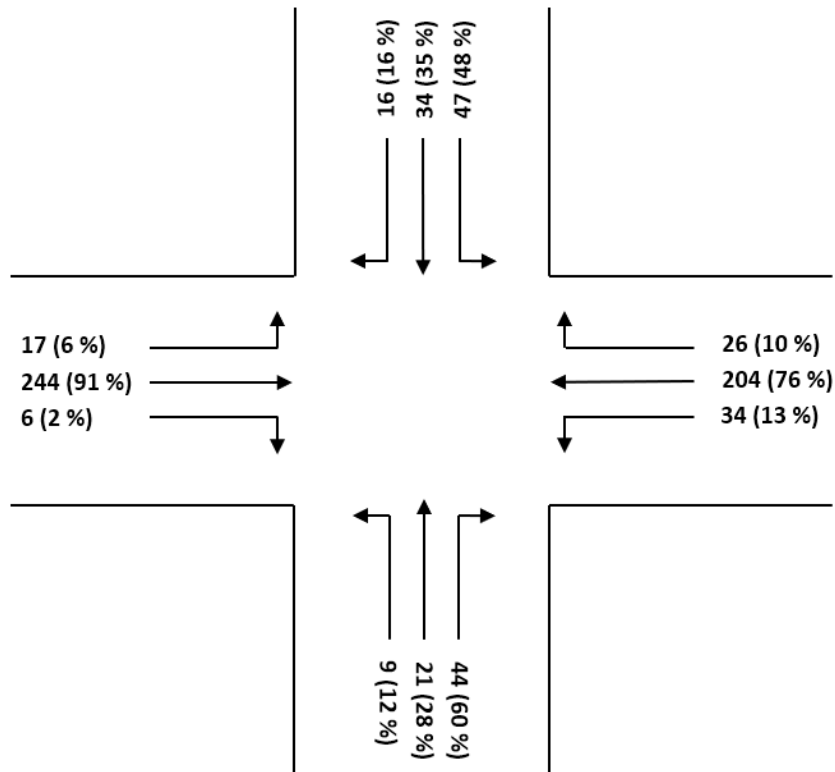 16 (16 %)
34 (35 %)
47 (48 %)
17 (6 %)
244 (91 %)
6 (2 %)
26 (10 %)
204 (76 %)
34 (13 %)
9 (12 %)
21 (28 %)
44 (60 %)